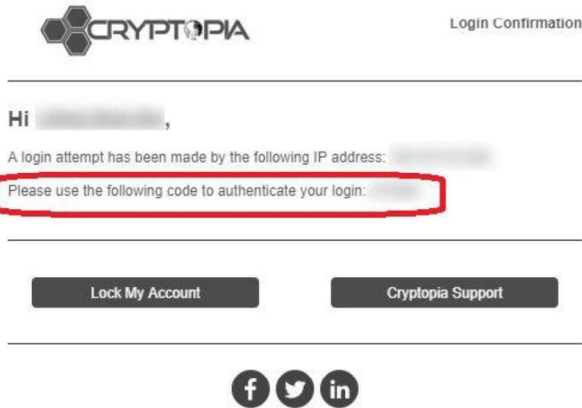 CRYPTOPIA
Login Confirmation
Hi ,
A login attempt has been made by the following IP address:
Please use the following code to authenticate your login:
Lock My Account
Cryptopia Support
f in